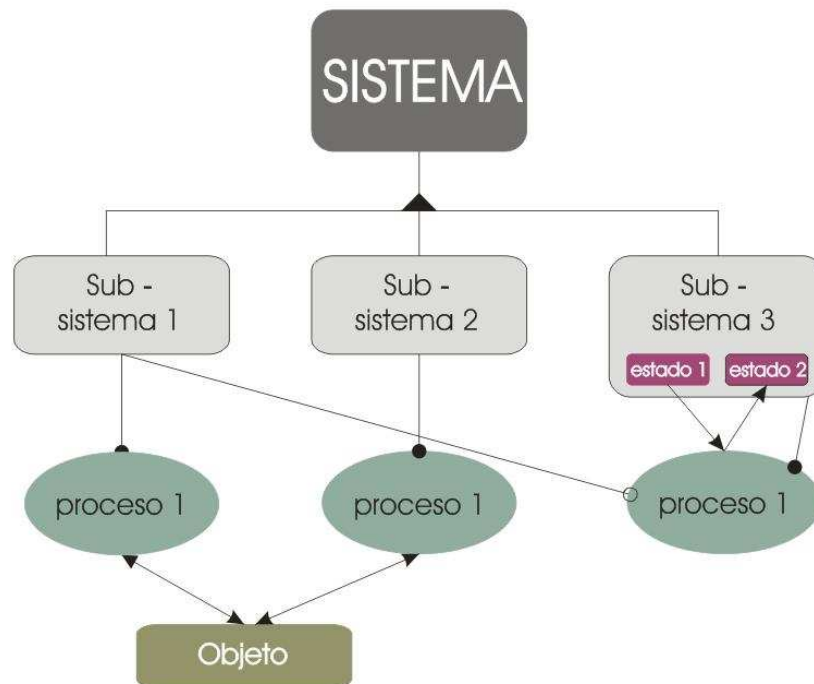 SISTEMA
Sub -
sistema 1
Sub -
sistema 2
Sub -
sistema 3
estado 1
estado 2
proceso 1
proceso 1
proceso 1
Objeto